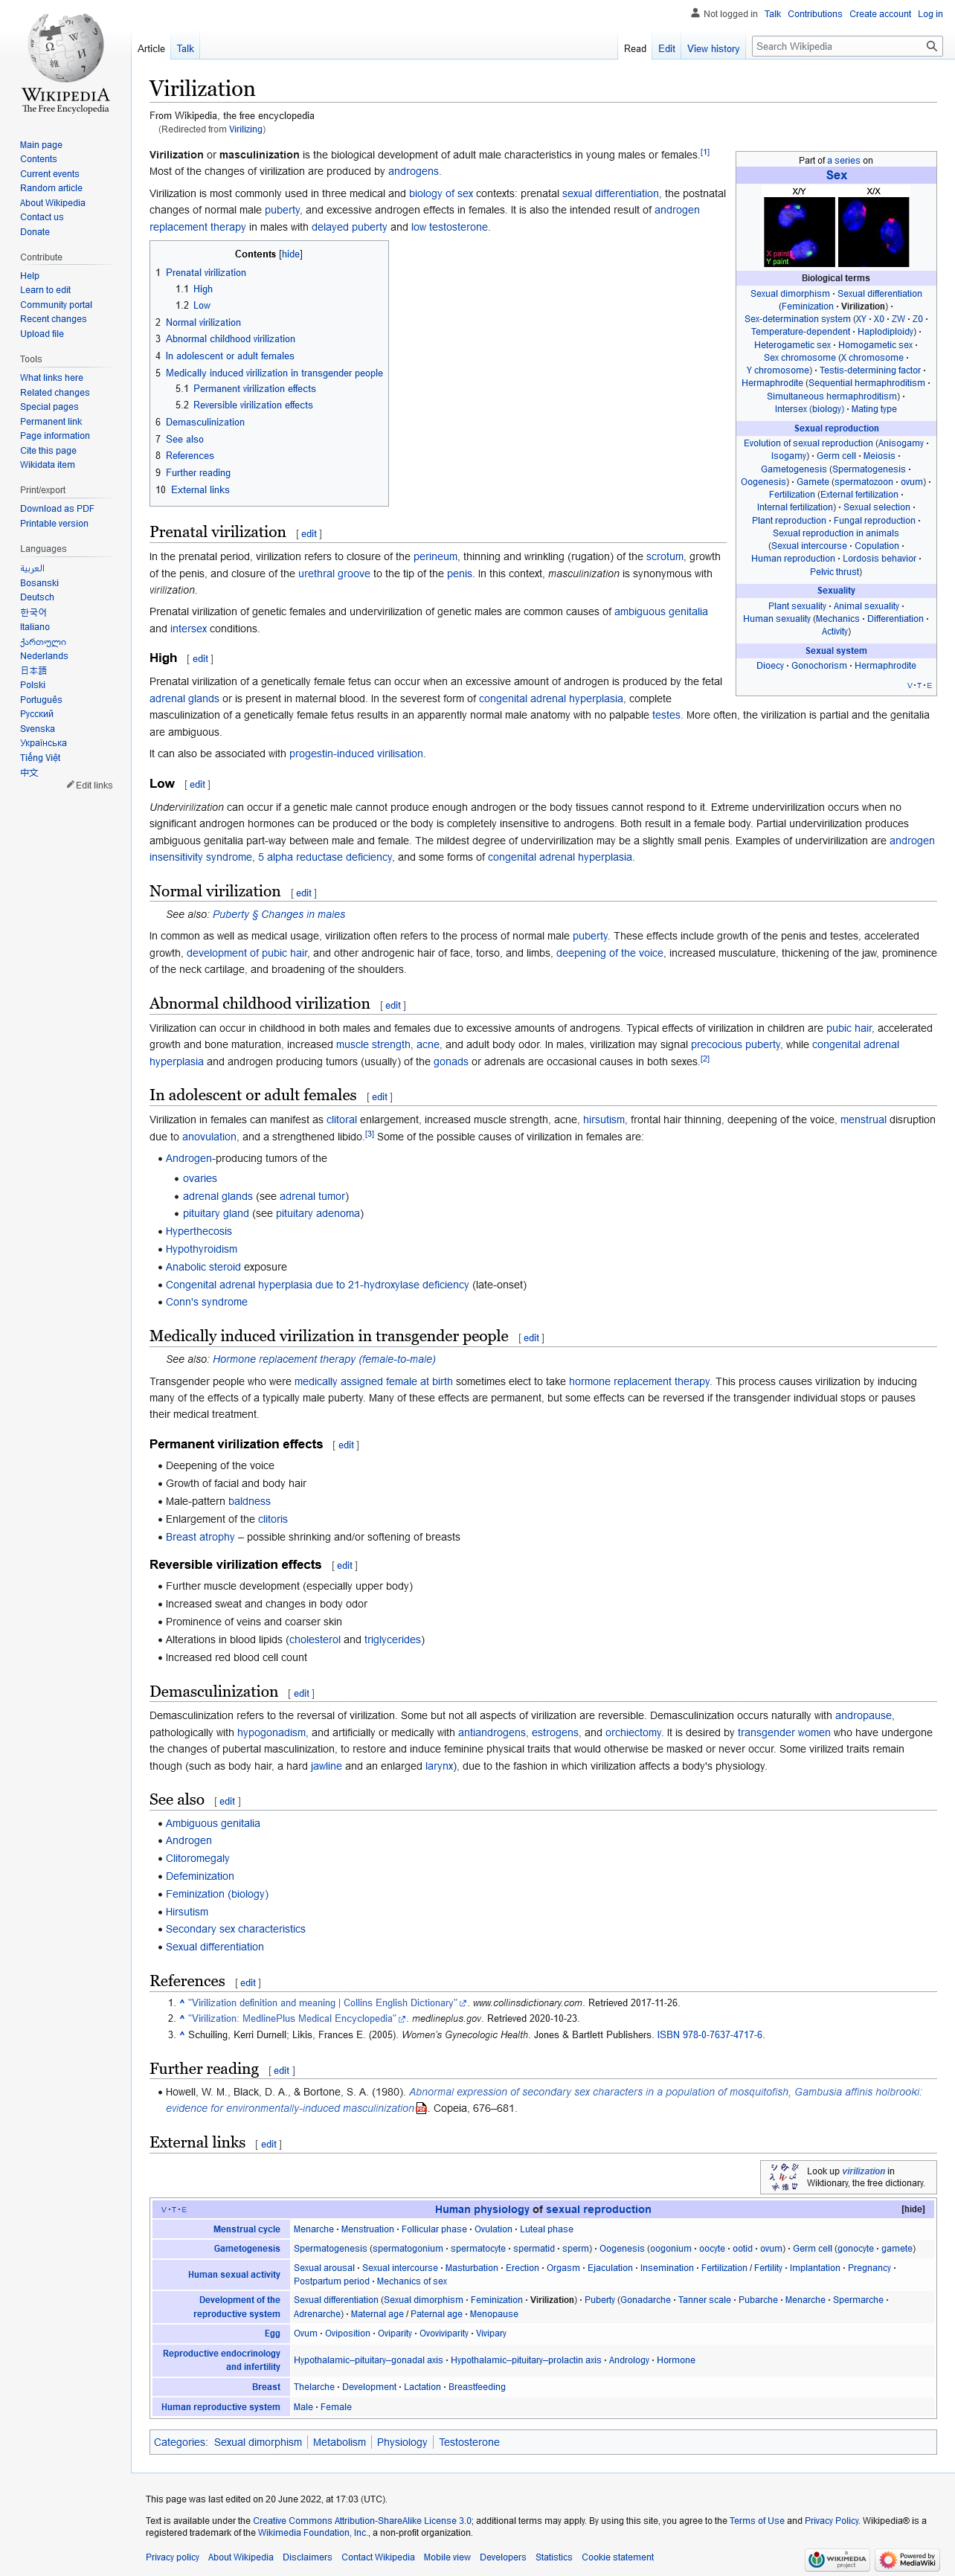 Not logged in Talk Contributions Create account Log in
Article Talk Read Edit View history Search Wikipedia
WIKIPEDIA
The Free Encyclopedia
Main page
Contents
Current events
Random article
About Wikipedia
Contact us
Donate
Contribute
Help
Learn to edit
Community portal
Recent changes
Upload file
Tools
What links here
Related changes
Special pages
Permanent link
Page information
Cite this page
Wikidata item
Print/export
Download as PDF
Printable version
Languages
العربية
Bosanski
Deutsch
한국어
Italiano
ქართული
Nederlands
日本語
Polski
Português
Русский
Svenska
Українська
Tiếng Việt
中文
Edit links
Virilization
From Wikipedia, the free encyclopedia
(Redirected from Virilizing)
Virilization or masculinization is the biological development of adult male characteristics in young males or females.[1]
Most of the changes of virilization are produced by androgens.
Virilization is most commonly used in three medical and biology of sex contexts: prenatal sexual differentiation, the postnatal
changes of normal male puberty, and excessive androgen effects in females. It is also the intended result of androgen
replacement therapy in males with delayed puberty and low testosterone.
Part of a series on
Sex
X/Y X/X
X paint
Y paint
Biological terms
Sexual dimorphism · Sexual differentiation
(Feminization · Virilization) ·
Sex-determination system (XY · X0 · ZW · Z0 ·
Temperature-dependent · Haplodiploidy) ·
Heterogametic sex · Homogametic sex ·
Sex chromosome (X chromosome ·
Y chromosome) · Testis-determining factor ·
Hermaphrodite (Sequential hermaphroditism ·
Simultaneous hermaphroditism) ·
Intersex (biology) · Mating type
Sexual reproduction
Evolution of sexual reproduction (Anisogamy ·
Isogamy) · Germ cell · Meiosis ·
Gametogenesis (Spermatogenesis ·
Oogenesis) · Gamete (spermatozoon · ovum) ·
Fertilization (External fertilization ·
Internal fertilization) · Sexual selection ·
Plant reproduction · Fungal reproduction ·
Sexual reproduction in animals
(Sexual intercourse · Copulation ·
Human reproduction · Lordosis behavior ·
Pelvic thrust)
Sexuality
Plant sexuality · Animal sexuality ·
Human sexuality (Mechanics · Differentiation ·
Activity)
Sexual system
Dioecy · Gonochorism · Hermaphrodite
V · T · E
Contents [hide]
1 Prenatal virilization
1.1 High
1.2 Low
2 Normal virilization
3 Abnormal childhood virilization
4 In adolescent or adult females
5 Medically induced virilization in transgender people
5.1 Permanent virilization effects
5.2 Reversible virilization effects
6 Demasculinization
7 See also
8 References
9 Further reading
10 External links
Prenatal virilization [ edit ]
In the prenatal period, virilization refers to closure of the perineum, thinning and wrinkling (rugation) of the scrotum, growth
of the penis, and closure of the urethral groove to the tip of the penis. In this context, masculinization is synonymous with
virilization.
Prenatal virilization of genetic females and undervirilization of genetic males are common causes of ambiguous genitalia
and intersex conditions.
High [ edit ]
Prenatal virilization of a genetically female fetus can occur when an excessive amount of androgen is produced by the fetal
adrenal glands or is present in maternal blood. In the severest form of congenital adrenal hyperplasia, complete
masculinization of a genetically female fetus results in an apparently normal male anatomy with no palpable testes. More often, the virilization is partial and the genitalia
are ambiguous.
It can also be associated with progestin-induced virilisation.
Low [ edit ]
Undervirilization can occur if a genetic male cannot produce enough androgen or the body tissues cannot respond to it. Extreme undervirilization occurs when no
significant androgen hormones can be produced or the body is completely insensitive to androgens. Both result in a female body. Partial undervirilization produces
ambiguous genitalia part-way between male and female. The mildest degree of undervirilization may be a slightly small penis. Examples of undervirilization are androgen
insensitivity syndrome, 5 alpha reductase deficiency, and some forms of congenital adrenal hyperplasia.
Normal virilization [ edit ]
See also: Puberty § Changes in males
In common as well as medical usage, virilization often refers to the process of normal male puberty. These effects include growth of the penis and testes, accelerated
growth, development of pubic hair, and other androgenic hair of face, torso, and limbs, deepening of the voice, increased musculature, thickening of the jaw, prominence
of the neck cartilage, and broadening of the shoulders.
Abnormal childhood virilization [ edit ]
Virilization can occur in childhood in both males and females due to excessive amounts of androgens. Typical effects of virilization in children are pubic hair, accelerated
growth and bone maturation, increased muscle strength, acne, and adult body odor. In males, virilization may signal precocious puberty, while congenital adrenal
hyperplasia and androgen producing tumors (usually) of the gonads or adrenals are occasional causes in both sexes.[2]
In adolescent or adult females [ edit ]
Virilization in females can manifest as clitoral enlargement, increased muscle strength, acne, hirsutism, frontal hair thinning, deepening of the voice, menstrual disruption
due to anovulation, and a strengthened libido.[3] Some of the possible causes of virilization in females are:
• Androgen-producing tumors of the
• ovaries
• adrenal glands (see adrenal tumor)
• pituitary gland (see pituitary adenoma)
• Hyperthecosis
• Hypothyroidism
• Anabolic steroid exposure
• Congenital adrenal hyperplasia due to 21-hydroxylase deficiency (late-onset)
• Conn's syndrome
Medically induced virilization in transgender people [ edit ]
See also: Hormone replacement therapy (female-to-male)
Transgender people who were medically assigned female at birth sometimes elect to take hormone replacement therapy. This process causes virilization by inducing
many of the effects of a typically male puberty. Many of these effects are permanent, but some effects can be reversed if the transgender individual stops or pauses
their medical treatment.
Permanent virilization effects [ edit ]
• Deepening of the voice
• Growth of facial and body hair
• Male-pattern baldness
• Enlargement of the clitoris
• Breast atrophy – possible shrinking and/or softening of breasts
Reversible virilization effects [ edit ]
• Further muscle development (especially upper body)
• Increased sweat and changes in body odor
• Prominence of veins and coarser skin
• Alterations in blood lipids (cholesterol and triglycerides)
• Increased red blood cell count
Demasculinization [ edit ]
Demasculinization refers to the reversal of virilization. Some but not all aspects of virilization are reversible. Demasculinization occurs naturally with andropause,
pathologically with hypogonadism, and artificially or medically with antiandrogens, estrogens, and orchiectomy. It is desired by transgender women who have undergone
the changes of pubertal masculinization, to restore and induce feminine physical traits that would otherwise be masked or never occur. Some virilized traits remain
though (such as body hair, a hard jawline and an enlarged larynx), due to the fashion in which virilization affects a body's physiology.
See also [ edit ]
• Ambiguous genitalia
• Androgen
• Clitoromegaly
• Defeminization
• Feminization (biology)
• Hirsutism
• Secondary sex characteristics
• Sexual differentiation
References [ edit ]
1. ^ "Virilization definition and meaning | Collins English Dictionary". www.collinsdictionary.com. Retrieved 2017-11-26.
2. ^ "Virilization: MedlinePlus Medical Encyclopedia". medlineplus.gov. Retrieved 2020-10-23.
3. ^ Schuiling, Kerri Durnell; Likis, Frances E. (2005). Women's Gynecologic Health. Jones & Bartlett Publishers. ISBN 978-0-7637-4717-6.
Further reading [ edit ]
• Howell, W. M., Black, D. A., & Bortone, S. A. (1980). Abnormal expression of secondary sex characters in a population of mosquitofish, Gambusia affinis holbrooki:
evidence for environmentally-induced masculinization. Copeia, 676–681.
External links [ edit ]
Look up virilization in
Wiktionary, the free dictionary.
V · T · E Human physiology of sexual reproduction [hide]
Menstrual cycle Menarche · Menstruation · Follicular phase · Ovulation · Luteal phase
Gametogenesis Spermatogenesis (spermatogonium · spermatocyte · spermatid · sperm) · Oogenesis (oogonium · oocyte · ootid · ovum) · Germ cell (gonocyte · gamete)
Human sexual activity Sexual arousal · Sexual intercourse · Masturbation · Erection · Orgasm · Ejaculation · Insemination · Fertilization / Fertility · Implantation · Pregnancy ·
Postpartum period · Mechanics of sex
Development of the reproductive system Sexual differentiation (Sexual dimorphism · Feminization · Virilization) · Puberty (Gonadarche · Tanner scale · Pubarche · Menarche · Spermarche ·
Adrenarche) · Maternal age / Paternal age · Menopause
Egg Ovum · Oviposition · Oviparity · Ovoviviparity · Vivipary
Reproductive endocrinology and infertility Hypothalamic–pituitary–gonadal axis · Hypothalamic–pituitary–prolactin axis · Andrology · Hormone
Breast Thelarche · Development · Lactation · Breastfeeding
Human reproductive system Male · Female
Categories: Sexual dimorphism | Metabolism | Physiology | Testosterone
This page was last edited on 20 June 2022, at 17:03 (UTC).
Text is available under the Creative Commons Attribution-ShareAlike License 3.0; additional terms may apply. By using this site, you agree to the Terms of Use and Privacy Policy. Wikipedia® is a
registered trademark of the Wikimedia Foundation, Inc., a non-profit organization.
Privacy policy About Wikipedia Disclaimers Contact Wikipedia Mobile view Developers Statistics Cookie statement
A WIKIMEDIA project
Powered by MediaWiki